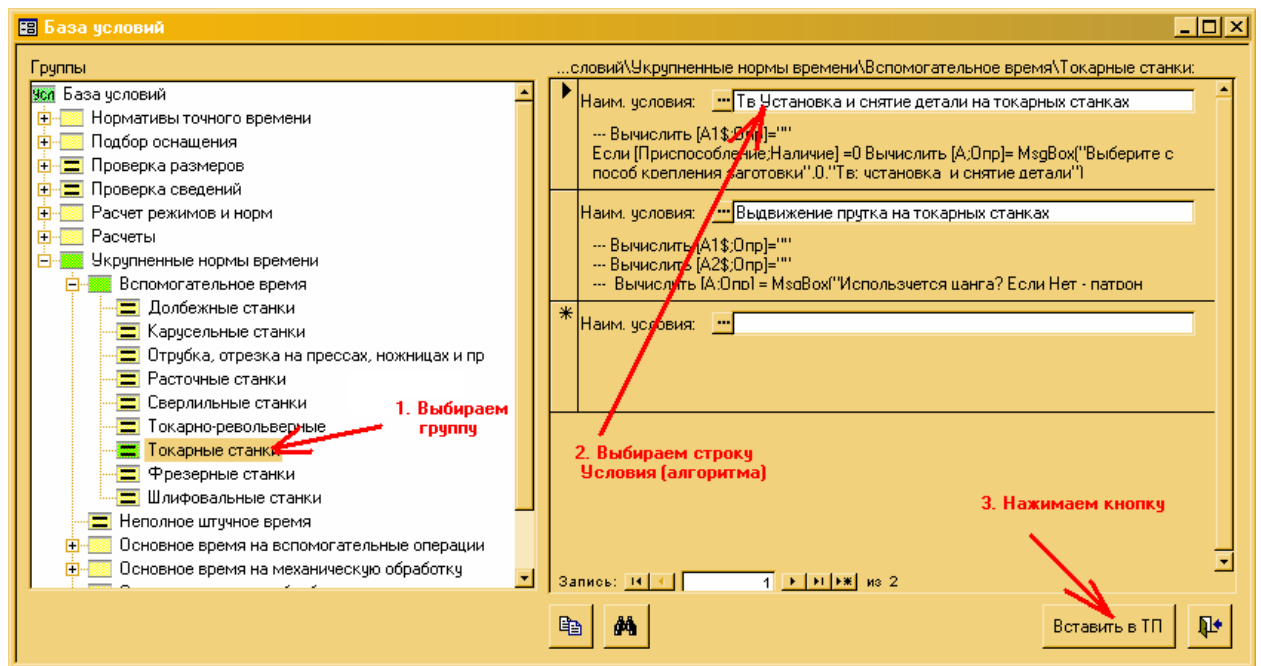 База условий
Группы
Усл База условий
Нормативы точного времени
Подбор оснащения
Проверка размеров
Проверка сведений
Расчет режимов и норм
Расчеты
Укрупненные нормы времени
Вспомогательное время
Долбежные станки
Карусельные станки
Отрубка, отрезка на прессах, ножницах и пр
Расточные станки
Сверлильные станки
Токарно-револьверные
Токарные станки
Фрезерные станки
Шлифовальные станки
Неполное штучное время
Основное время на вспомогательные операции
Основное время на механическую обработку
1. Выбираем
группу
...словий\Укрупненные нормы времени\Вспомогательное время\Токарные станки:
Наим. условия: ... Тв Установка и снятие детали на токарных станках
--- Вычислить [A1$;Опр]=""
Если [Приспособление;Наличие] =0 Вычислить [A;Опр]= MsgBox("Выберите с
пособ крепления заготовки",0,"Тв: установка и снятие детали")
Наим. условия: ... Выдвижение прутка на токарных станках
--- Вычислить [A1$;Опр]=""
--- Вычислить [A2$;Опр]=""
--- Вычислить [A;Опр] = MsgBox("Используется цанга? Если Нет - патрон
Наим. условия: ...
2. Выбираем строку
Условия (алгоритма)
3. Нажимаем кнопку
Запись: 1 из 2
Вставить в ТП